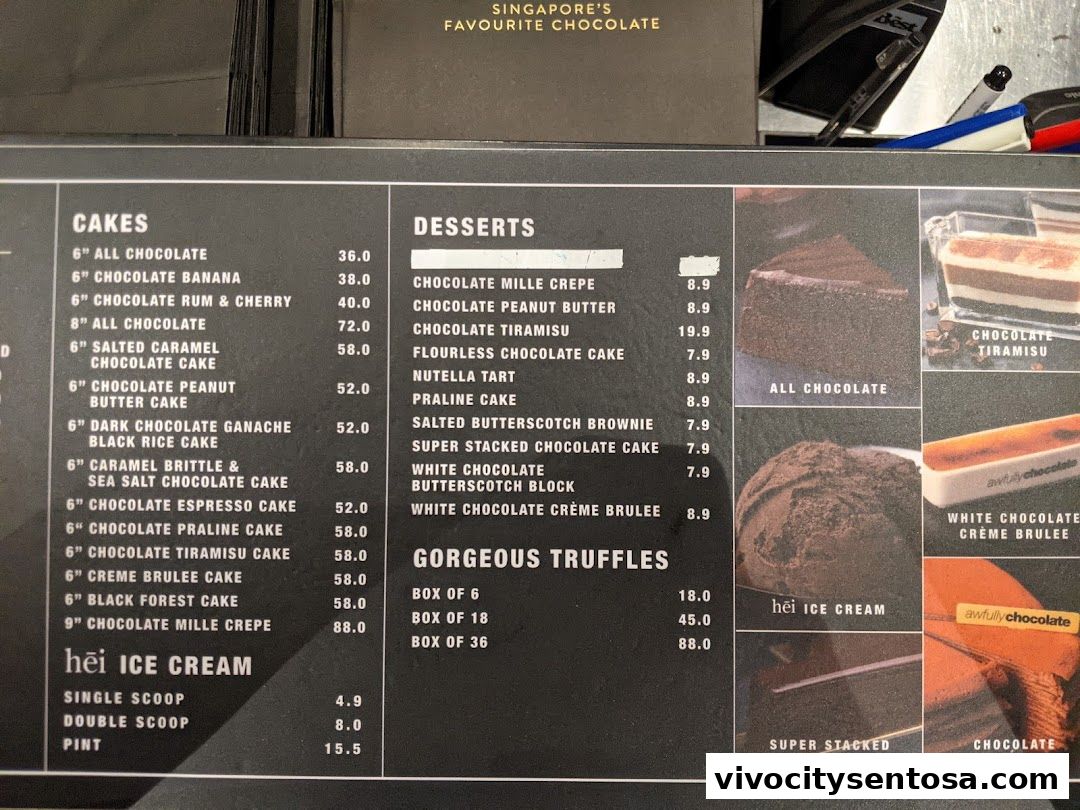 SINGAPORE'S
FAVOURITE CHOCOLATE
CAKES
6" ALL CHOCOLATE 36.0
6" CHOCOLATE BANANA 38.0
6" CHOCOLATE RUM & CHERRY 40.0
8" ALL CHOCOLATE 72.0
6" SALTED CARAMEL 58.0
CHOCOLATE CAKE
6" CHOCOLATE PEANUT 52.0
BUTTER CAKE
6" DARK CHOCOLATE GANACHE 52.0
BLACK RICE CAKE
6" CARAMEL BRITTLE & 58.0
SEA SALT CHOCOLATE CAKE
6" CHOCOLATE ESPRESSO CAKE 52.0
6" CHOCOLATE PRALINE CAKE 58.0
6" CHOCOLATE TIRAMISU CAKE 58.0
6" CREME BRULEE CAKE 58.0
6" BLACK FOREST CAKE 58.0
9" CHOCOLATE MILLE CREPE 88.0
hēi ICE CREAM
SINGLE SCOOP 4.9
DOUBLE SCOOP 8.0
PINT 15.5
DESSERTS
CHOCOLATE MILLE CREPE 8.9
CHOCOLATE PEANUT BUTTER 8.9
CHOCOLATE TIRAMISU 19.9
FLOURLESS CHOCOLATE CAKE 7.9
NUTELLA TART 8.9
PRALINE CAKE 8.9
SALTED BUTTERSCOTCH BROWNIE 7.9
SUPER STACKED CHOCOLATE CAKE 7.9
WHITE CHOCOLATE 7.9
BUTTERSCOTCH BLOCK
WHITE CHOCOLATE CRÈME BRULEE 8.9
GORGEOUS TRUFFLES
BOX OF 6 18.0
BOX OF 18 45.0
BOX OF 36 88.0
ALL CHOCOLATE
hēi ICE CREAM
SUPER STACKED
CHOCOLATE
TIRAMISU
awfullychocolate
WHITE CHOCOLATE
CRÈME BRULEE
awfullychocolate
CHOCOLATE
vivocitysentosa.com